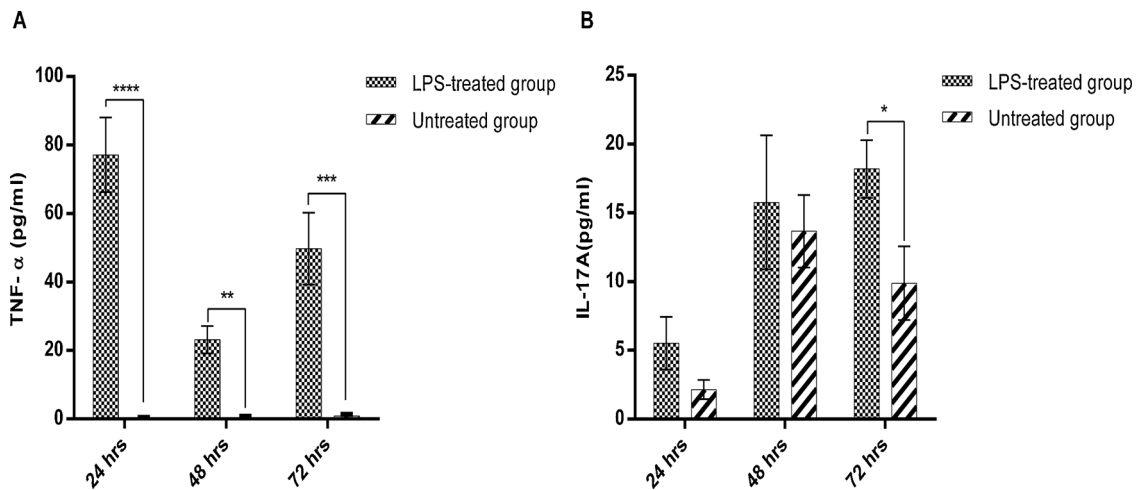 A
TNF- α (pg/ml)
100
80
60
40
20
0
****
**
***
24 hrs
48 hrs
72 hrs
LPS-treated group
Untreated group
B
IL-17A(pg/ml)
25
20
15
10
5
0
*
24 hrs
48 hrs
72 hrs
LPS-treated group
Untreated group